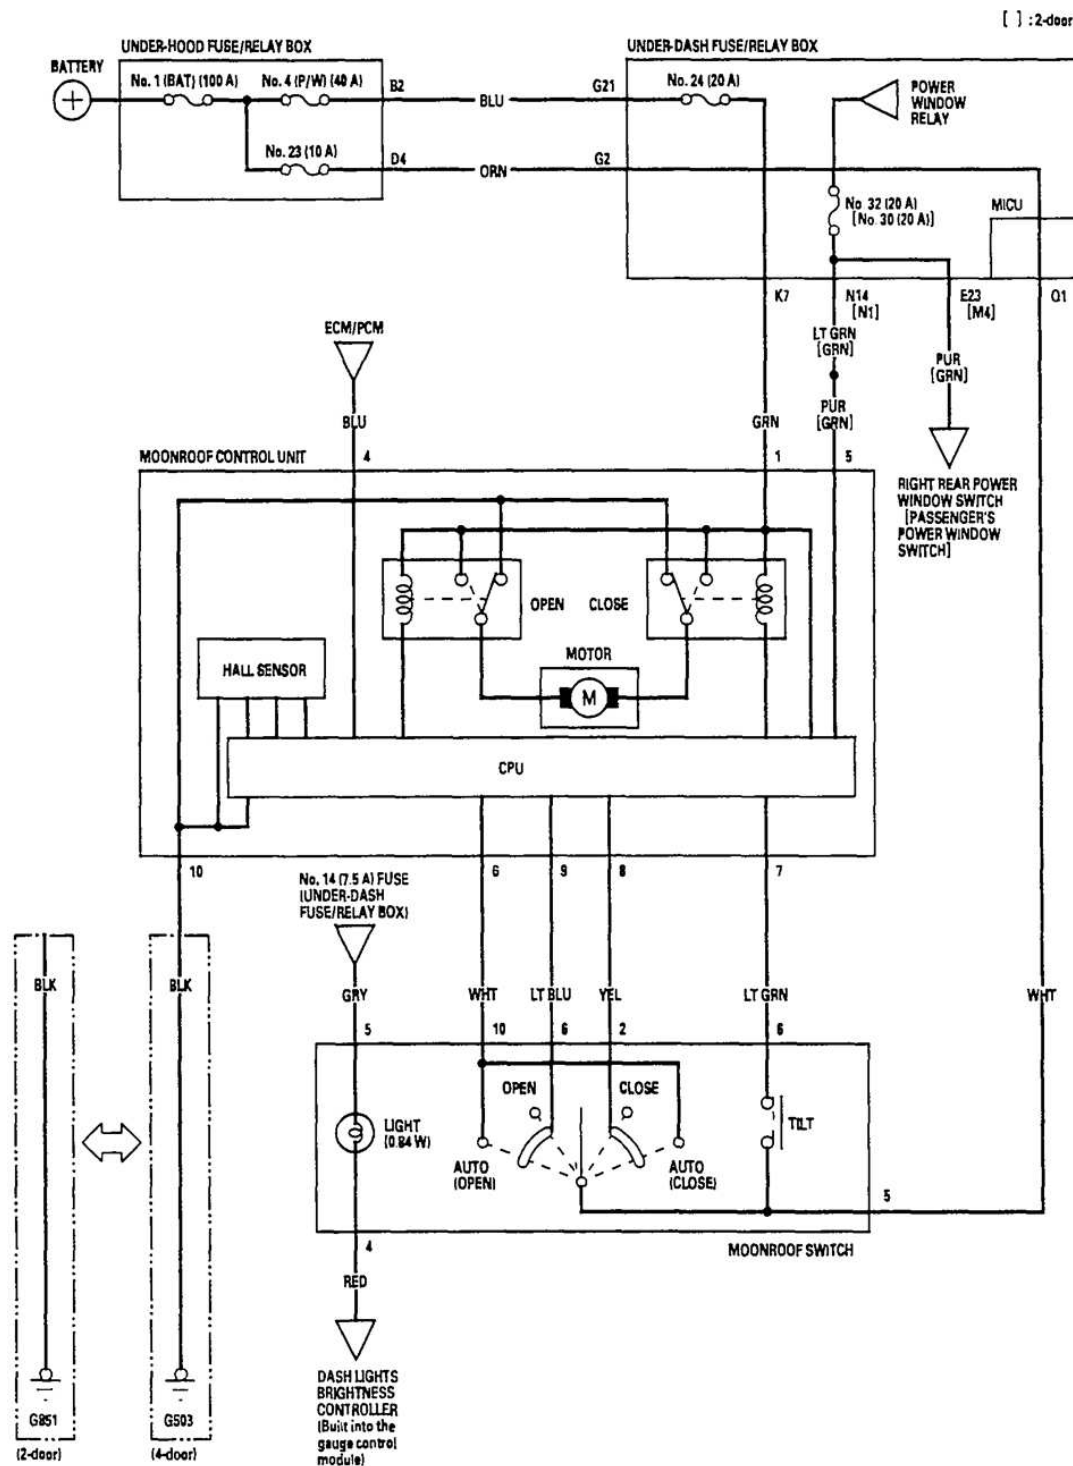 [ ] : 2-door
UNDER-HOOD FUSE/RELAY BOX
UNDER-DASH FUSE/RELAY BOX
BATTERY
No. 1 (BAT) (100 A)
No. 4 (P/W) (40 A)
B2
BLU
G21
No. 24 (20 A)
POWER
WINDOW
RELAY
No. 23 (10 A)
D4
ORN
G2
No. 32 (20 A)
[No. 30 (20 A)]
MICU
K7
N14
[N1]
E23
[M4]
Q1
ECM/PCM
LT GRN
[GRN]
PUR
[GRN]
BLU
GRN
PUR
[GRN]
MOONROOF CONTROL UNIT
4
1
5
RIGHT REAR POWER
WINDOW SWITCH
[PASSENGER'S
POWER WINDOW
SWITCH]
OPEN
CLOSE
HALL SENSOR
MOTOR
M
CPU
10
6
9
8
7
No. 14 (7.5 A) FUSE
(UNDER-DASH
FUSE/RELAY BOX)
BLK
BLK
GRY
WHT
LT BLU
YEL
LT GRN
WHT
5
10
6
2
6
OPEN
CLOSE
LIGHT
(0.84 W)
TILT
AUTO
(OPEN)
AUTO
(CLOSE)
5
4
MOONROOF SWITCH
RED
DASH LIGHTS
BRIGHTNESS
CONTROLLER
(Built into the
gauge control
module)
G851
G503
(2-door)
(4-door)